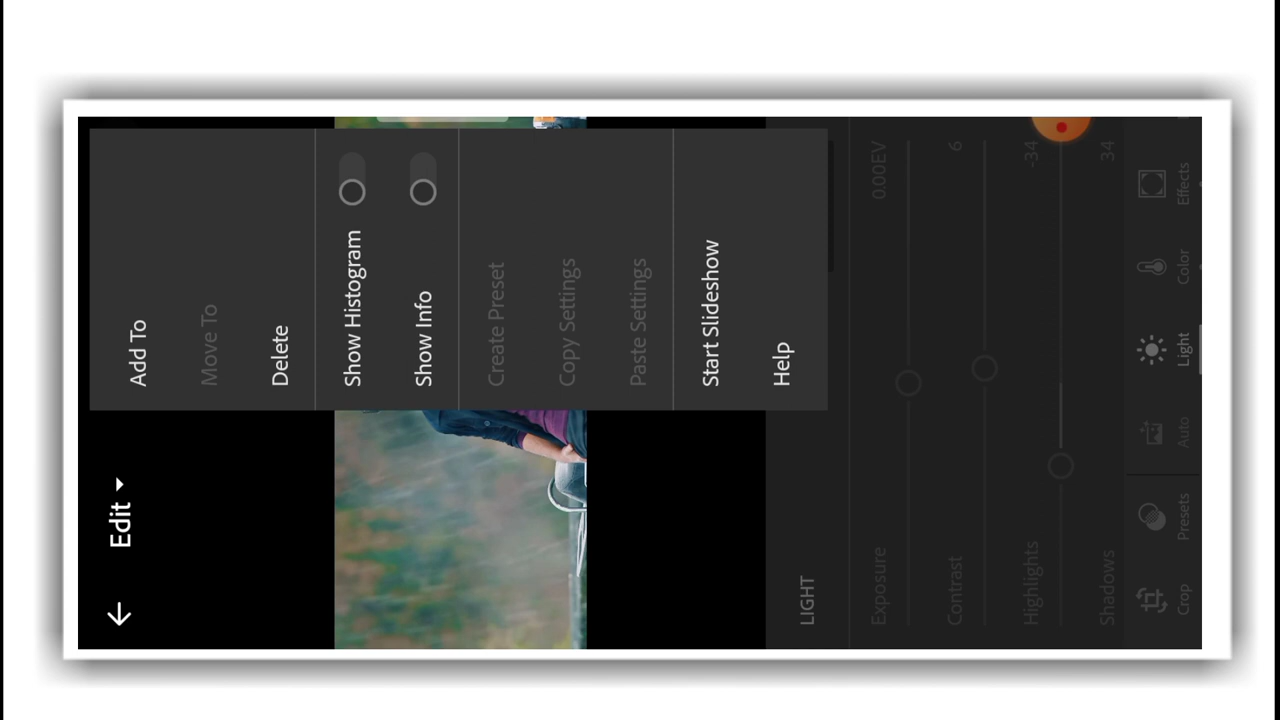 Edit
Add To
Move To
Delete
Show Histogram
Show Info
Create Preset
Copy Settings
Paste Settings
Start Slideshow
Help
LIGHT
Exposure 0.00EV
Contrast 6
Highlights -34
Shadows 34
Crop Presets Auto Light Color Effects